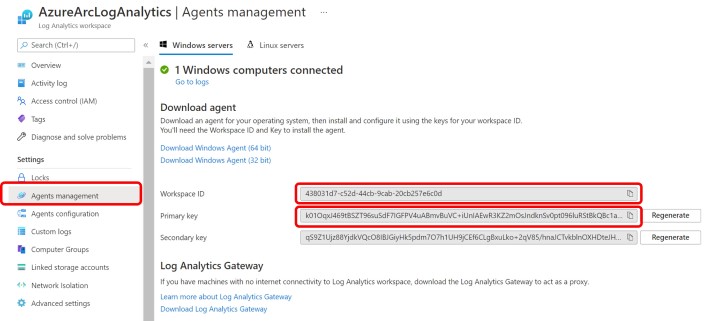 AzureArcLogAnalytics | Agents management ...
Log Analytics workspace
Search (Ctrl+/)
«
Windows servers
Linux servers
Overview
Activity log
Access control (IAM)
Tags
Diagnose and solve problems
Settings
Locks
Agents management
Agents configuration
Custom logs
Computer Groups
Linked storage accounts
Network Isolation
Advanced settings
1 Windows computers connected
Go to logs
Download agent
Download an agent for your operating system, then install and configure it using the keys for your workspace ID.
You'll need the Workspace ID and Key to install the agent.
Download Windows Agent (64 bit)
Download Windows Agent (32 bit)
Workspace ID
438031d7-c52d-44cb-9cab-20cb257e6c0d
Primary key
Regenerate
Secondary key
Regenerate
Log Analytics Gateway
If you have machines with no internet connectivity to Log Analytics workspace, download the Log Analytics Gateway to act as a proxy.
Learn more about Log Analytics Gateway
Download Log Analytics Gateway